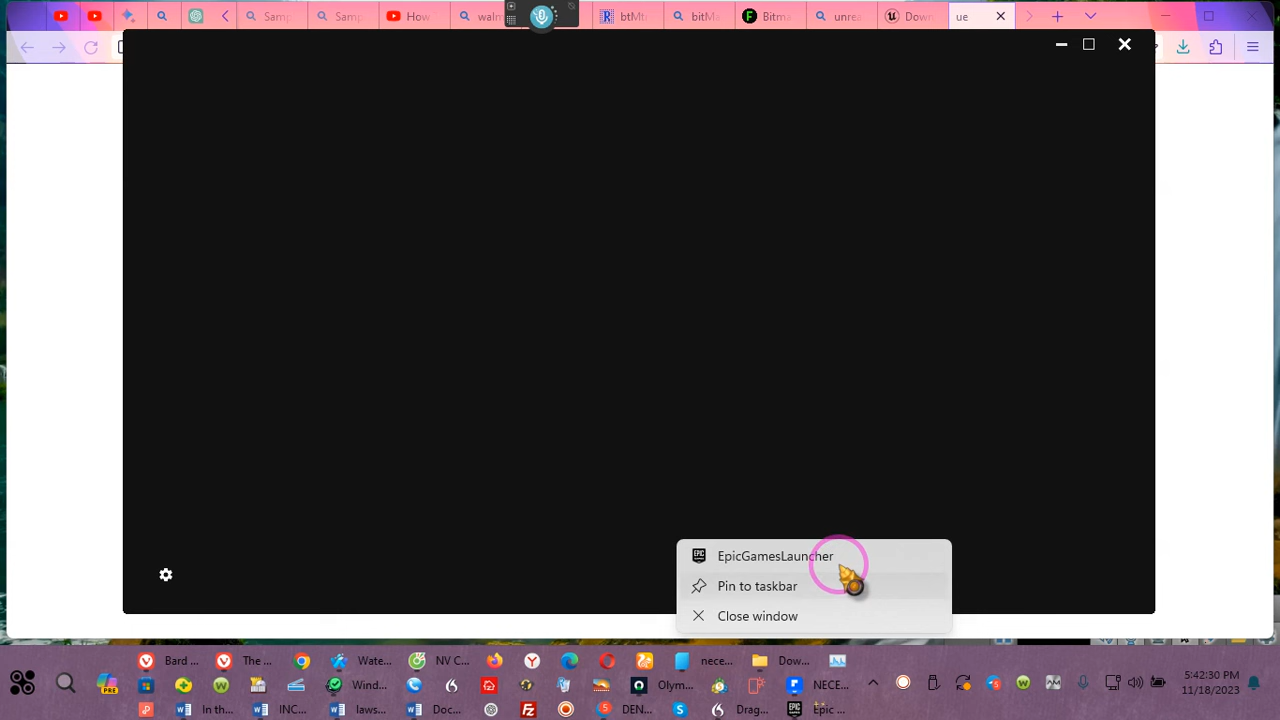 Samp
Samp
How
walm
btMt
bitMa
Bitma
unrea
Down
ue
EPIC EpicGamesLauncher
Pin to taskbar
Close window
Bard ...
The ...
Wate...
NV C...
nece...
Dow...
PRE
Wind...
Olym...
NECE...
5:42:30 PM
In th...
INC...
laws...
Doc...
DEN...
Drag...
Epic ...
11/18/2023